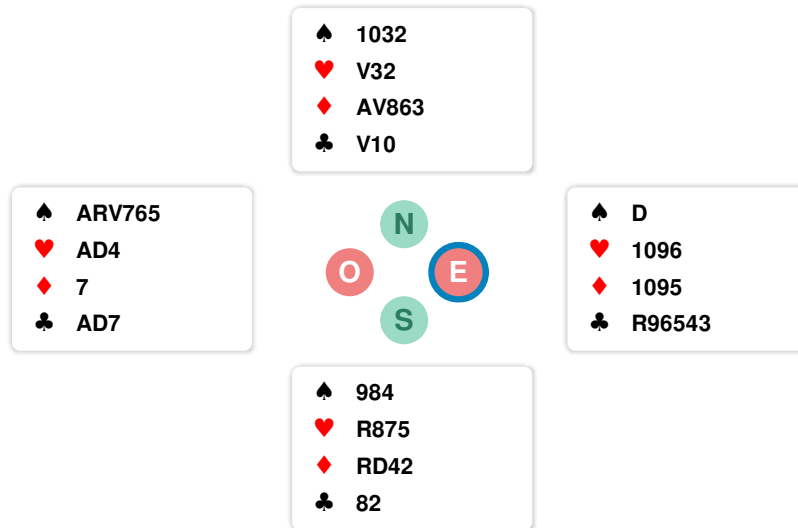 ♠ 1032
♥ V32
♦ AV863
♣ V10
♠ ARV765
♥ AD4
♦ 7
♣ AD7
N
O
E
S
♠ D
♥ 1096
♦ 1095
♣ R96543
♠ 984
♥ R875
♦ RD42
♣ 82